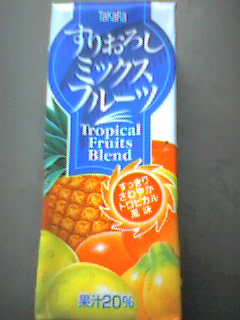 TaKaRa
すりおろし
ミックス
フルーツ
Tropical
Fruits
Blend
すっきり
さわやか
トロピカル
風味
果汁20%